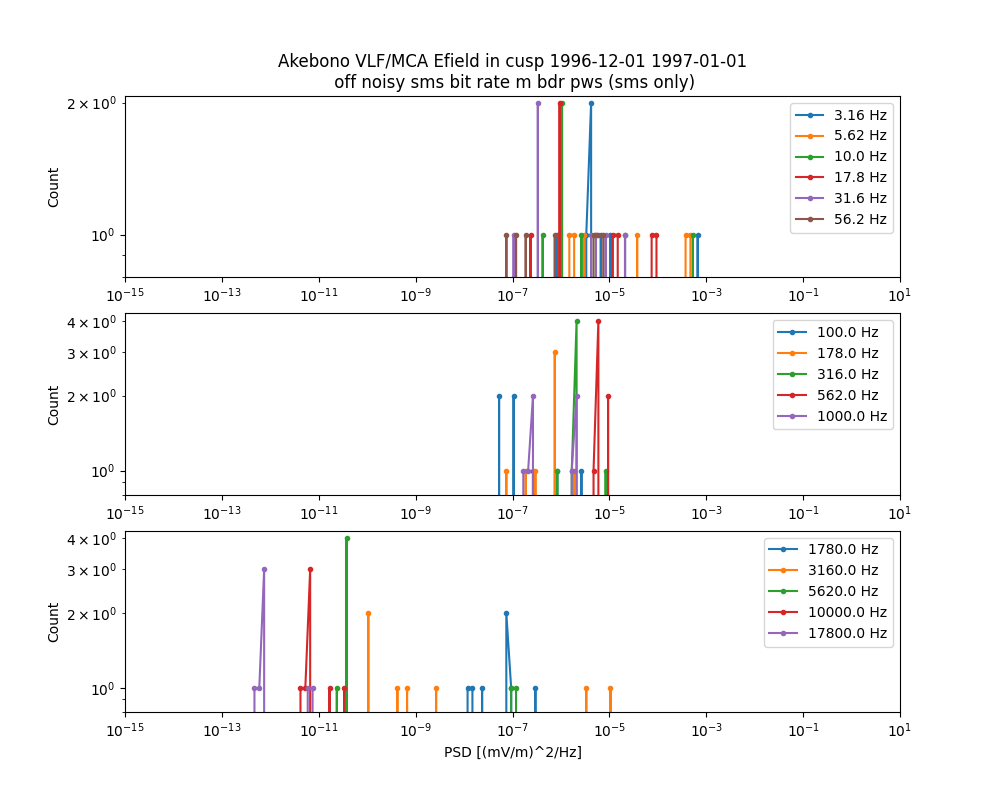 Akebono VLF/MCA Efield in cusp 1996-12-01 1997-01-01
off noisy sms bit rate m bdr pws (sms only)
2 × 10⁰
10⁰
Count
3.16 Hz
5.62 Hz
10.0 Hz
17.8 Hz
31.6 Hz
56.2 Hz
10⁻¹⁵ 10⁻¹³ 10⁻¹¹ 10⁻⁹ 10⁻⁷ 10⁻⁵ 10⁻³ 10⁻¹ 10¹
4 × 10⁰
3 × 10⁰
2 × 10⁰
10⁰
Count
100.0 Hz
178.0 Hz
316.0 Hz
562.0 Hz
1000.0 Hz
10⁻¹⁵ 10⁻¹³ 10⁻¹¹ 10⁻⁹ 10⁻⁷ 10⁻⁵ 10⁻³ 10⁻¹ 10¹
4 × 10⁰
3 × 10⁰
2 × 10⁰
10⁰
Count
1780.0 Hz
3160.0 Hz
5620.0 Hz
10000.0 Hz
17800.0 Hz
10⁻¹⁵ 10⁻¹³ 10⁻¹¹ 10⁻⁹ 10⁻⁷ 10⁻⁵ 10⁻³ 10⁻¹ 10¹
PSD [(mV/m)^2/Hz]